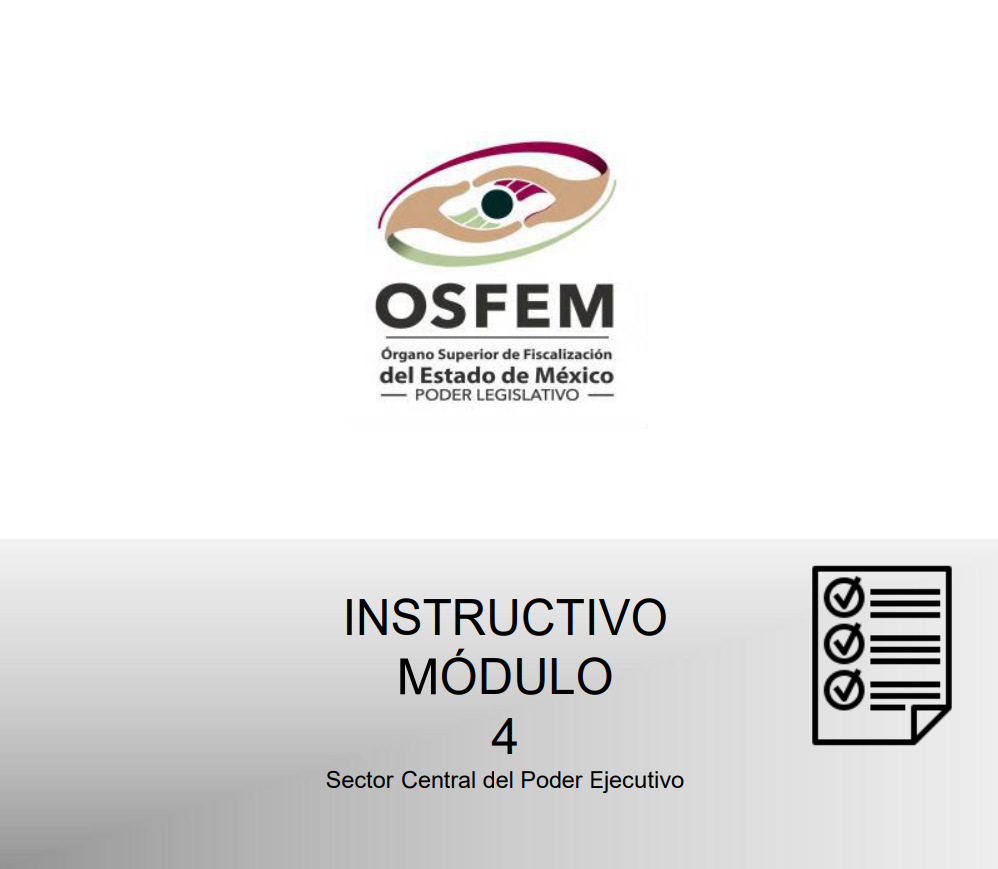 OSFEM
Órgano Superior de Fiscalización
del Estado de México
PODER LEGISLATIVO
INSTRUCTIVO
MÓDULO
4
Sector Central del Poder Ejecutivo